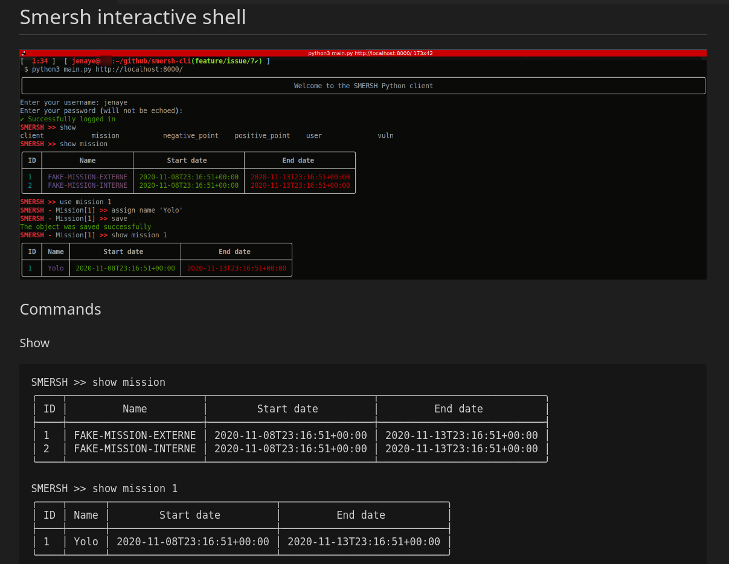 Smersh interactive shell
python3 main.py http://localhost:8000/ 173x42
[ 1:34 ] [ jenaye@ :~/github/smersh-cli(feature/issue/7✓) ]
$ python3 main.py http://localhost:8000/
Welcome to the SMERSH Python client
Enter your username: jenaye
Enter your password (will not be echoed):
✓ Successfully logged in
SMERSH >> show
client mission negative_point positive_point user vuln
SMERSH >> show mission
ID Name Start date End date
1 FAKE-MISSION-EXTERNE 2020-11-08T23:16:51+00:00 2020-11-13T23:16:51+00:00
2 FAKE-MISSION-INTERNE 2020-11-08T23:16:51+00:00 2020-11-13T23:16:51+00:00
SMERSH >> use mission 1
SMERSH - Mission[1] >> assign name 'Yolo'
SMERSH - Mission[1] >> save
The object was saved successfully
SMERSH - Mission[1] >> show mission 1
ID Name Start date End date
1 Yolo 2020-11-08T23:16:51+00:00 2020-11-13T23:16:51+00:00
Commands
Show
SMERSH >> show mission
ID Name Start date End date
1 FAKE-MISSION-EXTERNE 2020-11-08T23:16:51+00:00 2020-11-13T23:16:51+00:00
2 FAKE-MISSION-INTERNE 2020-11-08T23:16:51+00:00 2020-11-13T23:16:51+00:00
SMERSH >> show mission 1
ID Name Start date End date
1 Yolo 2020-11-08T23:16:51+00:00 2020-11-13T23:16:51+00:00